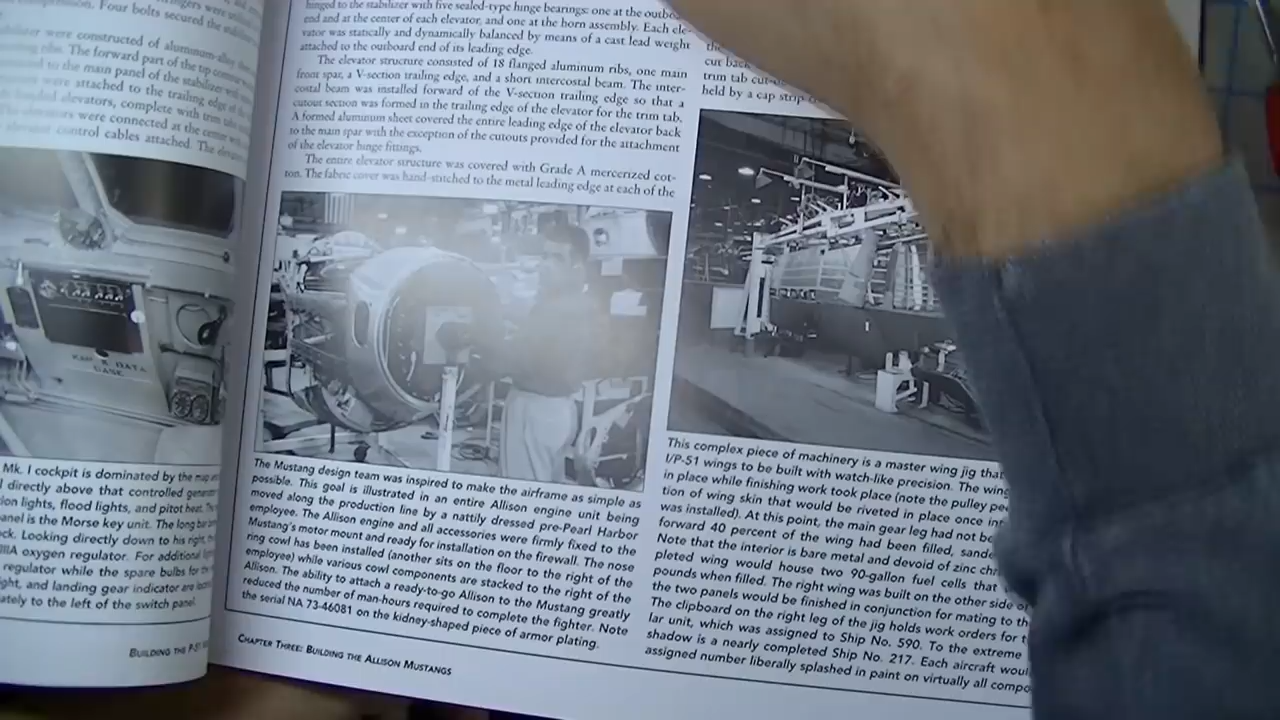 Four bolts secured the
were constructed of aluminum-alloy
The forward part of the tip
to the main panel of the stabilizer
were attached to the trailing edge of
elevators, complete with trim
were connected at the center
control cables attached. The
KMP & DATA
CASE
Mk. I cockpit is dominated by the map
directly above that controlled
lights, flood lights, and pitot heat.
is the Morse key unit. The long
Looking directly down to his right,
oxygen regulator. For additional
regulator while the spare bulbs for
and landing gear indicator are
to the left of the switch panel.
BUILDING THE P-51
hinged to the stabilizer with five sealed-type hinge bearings: one at the
end and at the center of each elevator, and one at the horn assembly. Each ele-
vator was statically and dynamically balanced by means of a cast lead weight
attached to the outboard end of its leading edge.
The elevator structure consisted of 18 flanged aluminum ribs, one main
front spar, a V-section trailing edge, and a short intercostal beam. The inter-
costal beam was installed forward of the V-section trailing edge so that a
cutout section was formed in the trailing edge of the elevator for the trim tab.
A formed aluminum sheet covered the entire leading edge of the elevator back
to the main spar with the exception of the cutouts provided for the attachment
of the elevator hinge fittings.
The entire elevator structure was covered with Grade A mercerized cot-
ton. The fabric cover was hand-stitched to the metal leading edge at each of the
The Mustang design team was inspired to make the airframe as simple as
possible. This goal is illustrated in an entire Allison engine unit being
moved along the production line by a nattily dressed pre-Pearl Harbor
employee. The Allison engine and all accessories were firmly fixed to the
Mustang's motor mount and ready for installation on the firewall. The nose
ring cowl has been installed (another sits on the floor to the right of the
employee) while various cowl components are stacked to the right of the
Allison. The ability to attach a ready-to-go Allison to the Mustang greatly
reduced the number of man-hours required to complete the fighter. Note
the serial NA 73-46081 on the kidney-shaped piece of armor plating.
CHAPTER THREE: BUILDING THE ALLISON MUSTANGS
the
cut back
trim tab
held by a cap strip
This complex piece of machinery is a master wing jig that
I/P-51 wings to be built with watch-like precision. The
in place while finishing work took place (note the pulley
tion of wing skin that would be riveted in place once
was installed). At this point, the main gear leg had not
forward 40 percent of the wing had been filled,
Note that the interior is bare metal and devoid of zinc
pleted wing would house two 90-gallon fuel cells that
pounds when filled. The right wing was built on the other side of
the two panels would be finished in conjunction for mating to
The clipboard on the right leg of the jig holds work orders for
lar unit, which was assigned to Ship No. 590. To the extreme
shadow is a nearly completed Ship No. 217. Each aircraft
assigned number liberally splashed in paint on virtually all